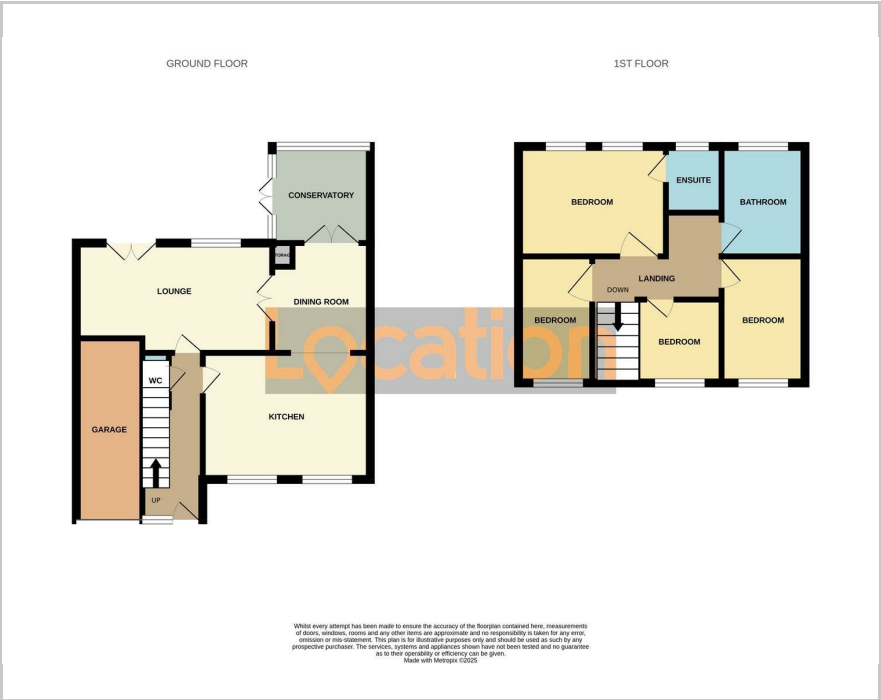 GROUND FLOOR
1ST FLOOR
CONSERVATORY
LOUNGE
DINING ROOM
WC
GARAGE
KITCHEN
UP
BEDROOM
ENSUITE
BATHROOM
LANDING
DOWN
BEDROOM
BEDROOM
BEDROOM
Location
Whilst every attempt has been made to ensure the accuracy of the floorplan contained here, measurements
of doors, windows, rooms and any other items are approximate and no responsibility is taken for any error,
omission or mis-statement. This plan is for illustrative purposes only and should be used as such by any
prospective purchaser. The services, systems and appliances shown have not been tested and no guarantee
as to their operability or efficiency can be given.
Made with Metropix ©2025